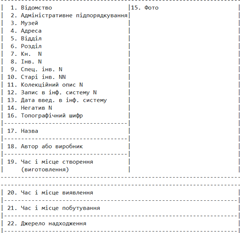 1. Відомство 15. Фото
2. Адміністративне підпорядкування
3. Музей
4. Адреса
5. Відділ
6. Розділ
7. Кн. N
8. Інв. N
9. Спец. інв. N
10. Старі інв. NN
11. Колекційний опис N
12. Запис в інф. систему N
13. Дата введ. в інф. систему
14. Негатив N
16. Топографічний шифр
17. Назва
18. Автор або виробник
19. Час і місце створення
(виготовлення)
20. Час і місце виявлення
21. Час і місце побутування
22. Джерело надходження